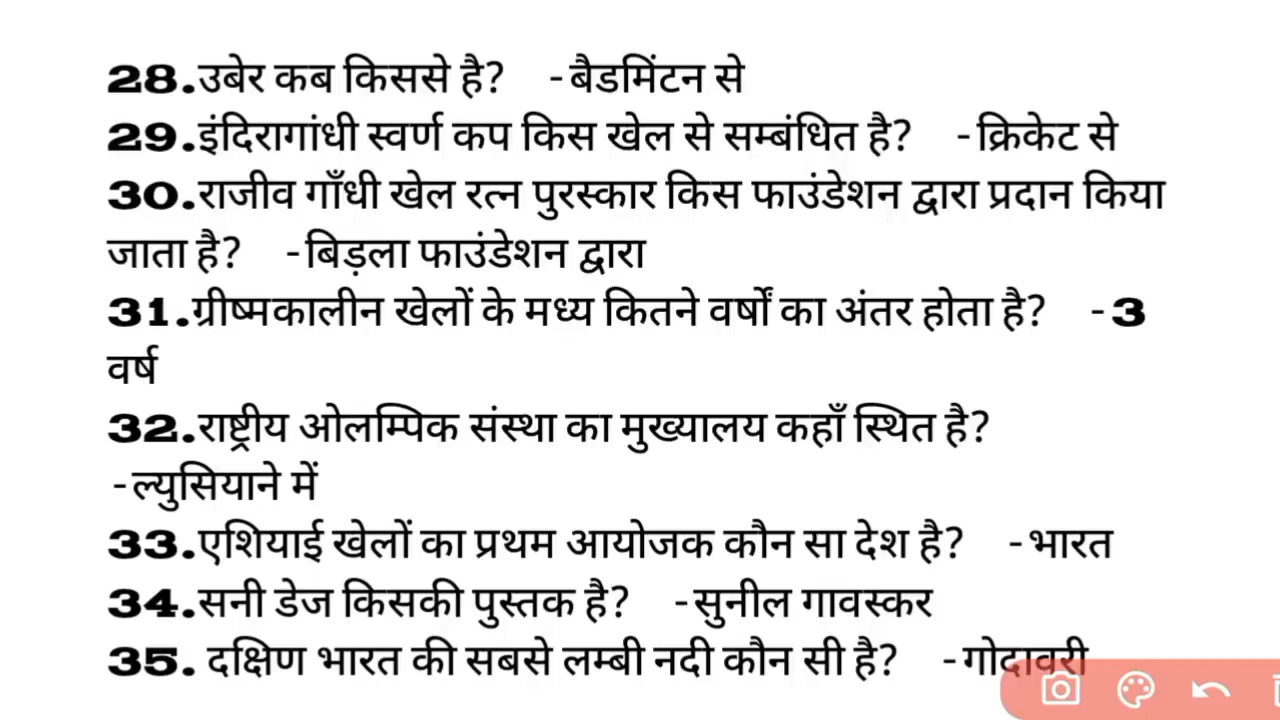 28.उबेर कब किससे है? -बैडमिंटन से
29.इंदिरागांधी स्वर्ण कप किस खेल से सम्बंधित है? -क्रिकेट से
30.राजीव गाँधी खेल रत्न पुरस्कार किस फाउंडेशन द्वारा प्रदान किया
जाता है? -बिड़ला फाउंडेशन द्वारा
31.ग्रीष्मकालीन खेलों के मध्य कितने वर्षों का अंतर होता है? -3
वर्ष
32.राष्ट्रीय ओलम्पिक संस्था का मुख्यालय कहाँ स्थित है?
-ल्युसियाने में
33.एशियाई खेलों का प्रथम आयोजक कौन सा देश है? -भारत
34.सनी डेज किसकी पुस्तक है? -सुनील गावस्कर
35. दक्षिण भारत की सबसे लम्बी नदी कौन सी है? -गोदावरी